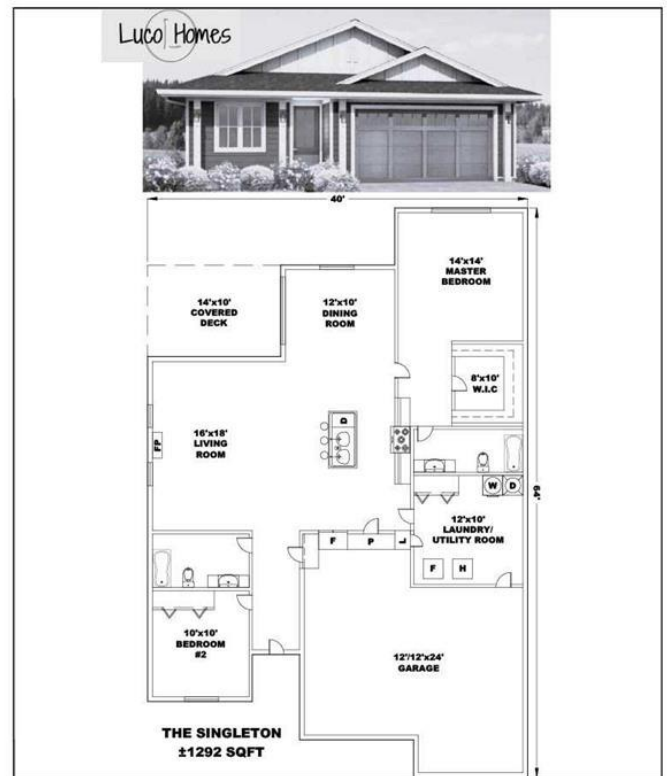 Luco Homes
40'
14'x14'
MASTER
BEDROOM
14'x10'
COVERED
DECK
12'x10'
DINING
ROOM
8'x10'
W.I.C
D
16'x18'
LIVING
ROOM
FP
64'
W D
12'x10'
LAUNDRY/
UTILITY ROOM
F P L
F H
10'x10'
BEDROOM
#2
12'/12'x24'
GARAGE
THE SINGLETON
±1292 SQFT